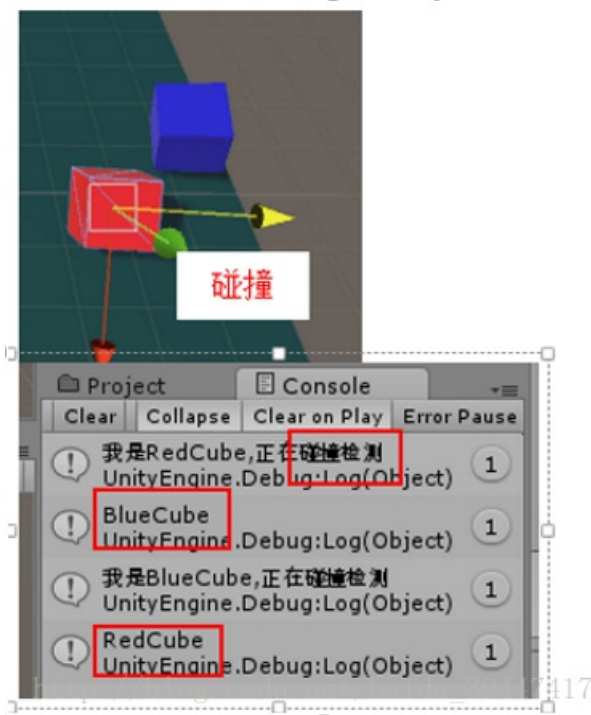 碰撞
Project
Console
Clear Collapse Clear on Play Error Pause
我是RedCube,正在碰撞检测
UnityEngine.Debug:Log(Object)
1
BlueCube
UnityEngine.Debug:Log(Object)
1
我是BlueCube,正在碰撞检测
UnityEngine.Debug:Log(Object)
1
RedCube
UnityEngine.Debug:Log(Object)
1